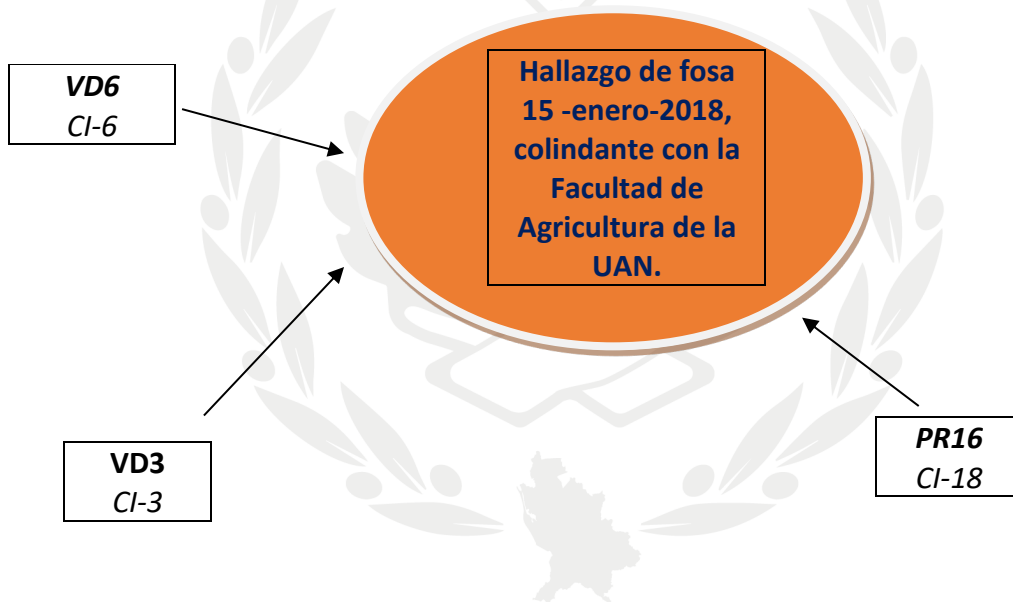 Hallazgo de fosa
15 -enero-2018,
colindante con la
Facultad de
Agricultura de la
UAN.
VD6
CI-6
VD3
CI-3
PR16
CI-18